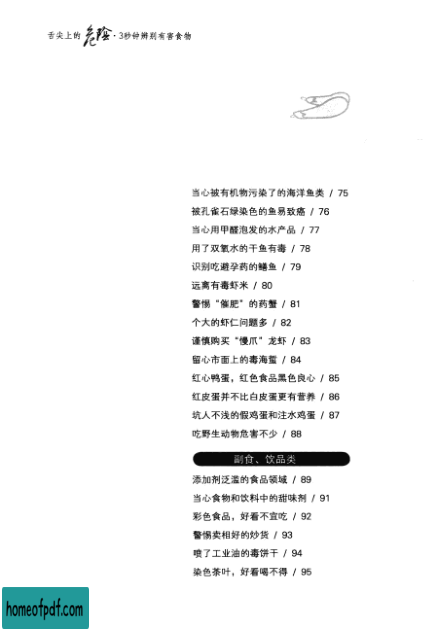 舌尖上的危险·3秒钟辨别有害食物
当心被有机物污染了的海洋鱼类 / 75
被孔雀石绿染色的鱼易致癌 / 76
当心用甲醛泡发的水产品 / 77
用了双氧水的干鱼有毒 / 78
识别吃避孕药的鳝鱼 / 79
远离有毒虾米 / 80
警惕“催肥”的药蟹 / 81
个大的虾仁问题多 / 82
谨慎购买“慢爪”龙虾 / 83
留心市面上的毒海蜇 / 84
红心鸭蛋，红色食品黑色良心 / 85
红皮蛋并不比白皮蛋更有营养 / 86
坑人不浅的假鸡蛋和注水鸡蛋 / 87
吃野生动物危害不少 / 88
副食、饮品类
添加剂泛滥的食品领域 / 89
当心食物和饮料中的甜味剂 / 91
彩色食品，好看不宜吃 / 92
警惕卖相好的炒货 / 93
喷了工业油的毒饼干 / 94
染色茶叶，好看喝不得 / 95
homeofpdf.com